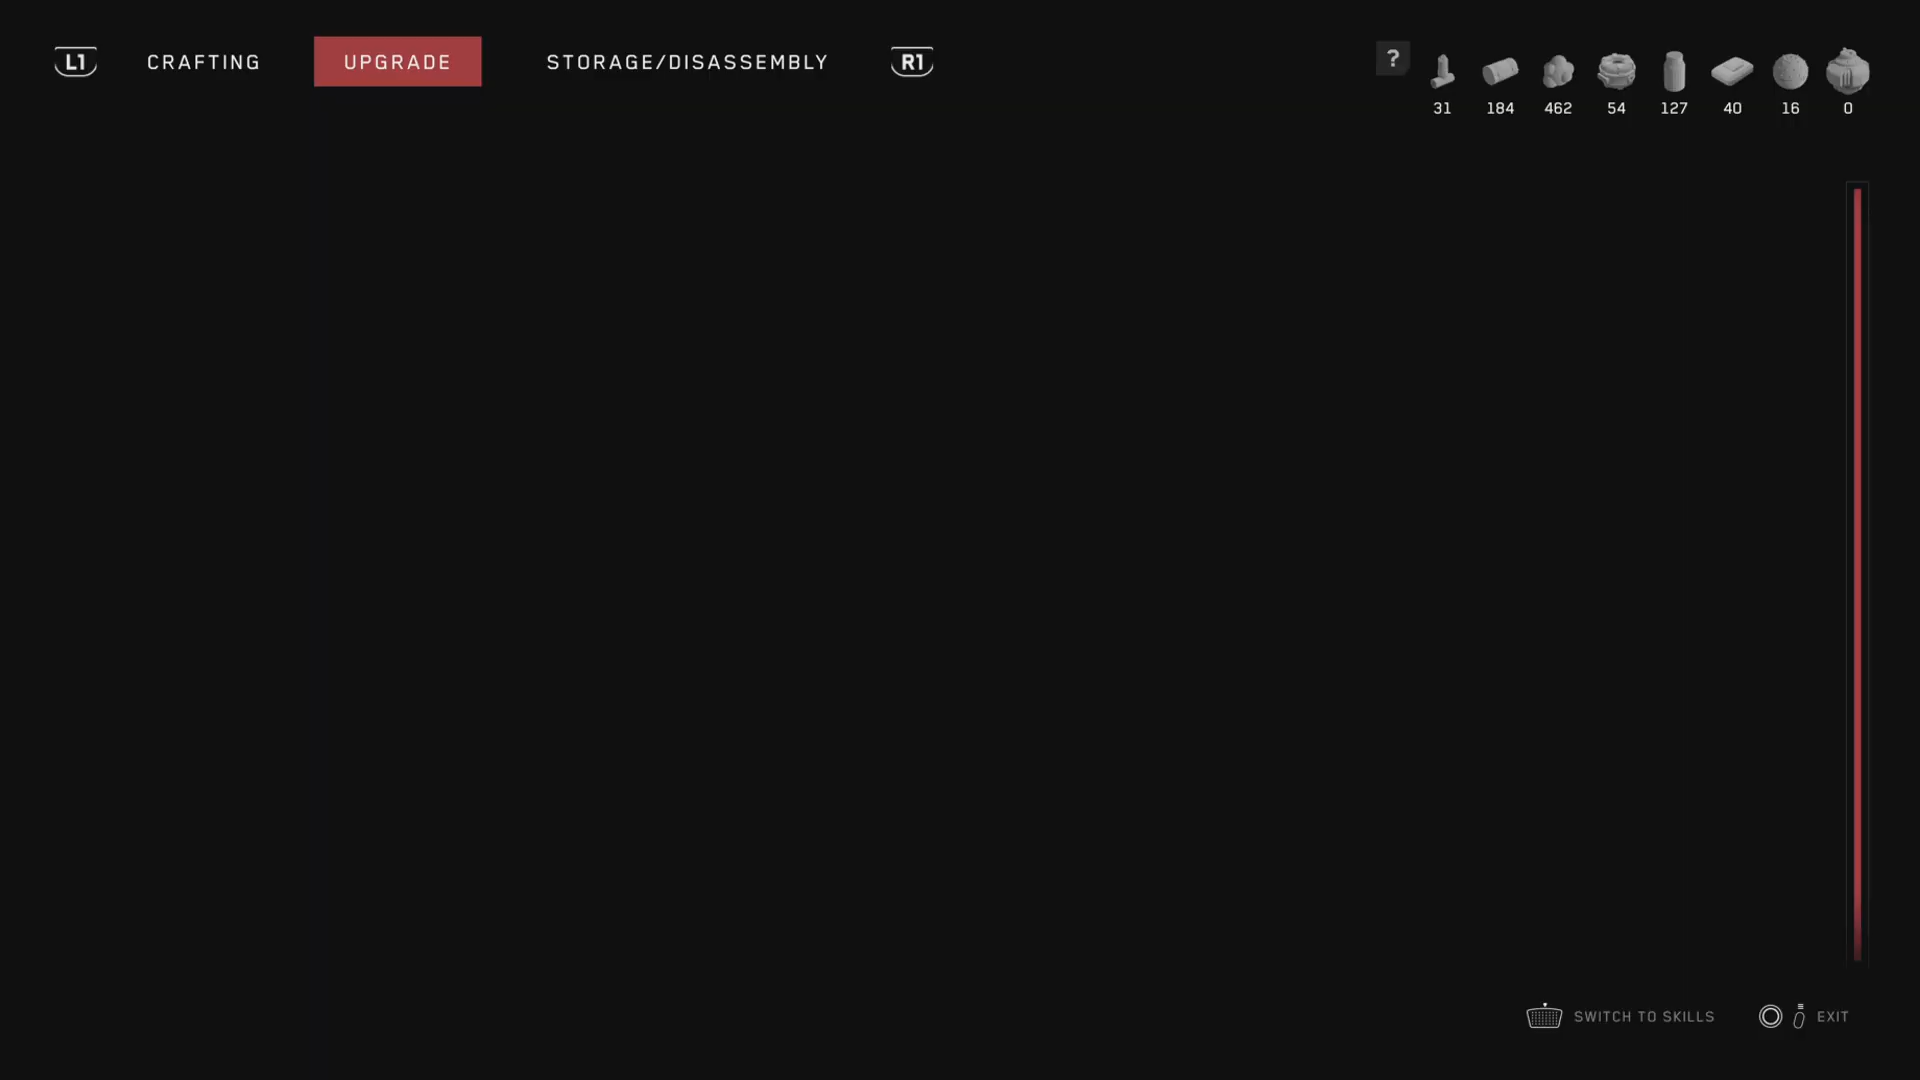 L1 CRAFTING UPGRADE STORAGE/DISASSEMBLY R1 ?
31 184 462 54 127 40 16 0
SWITCH TO SKILLS EXIT